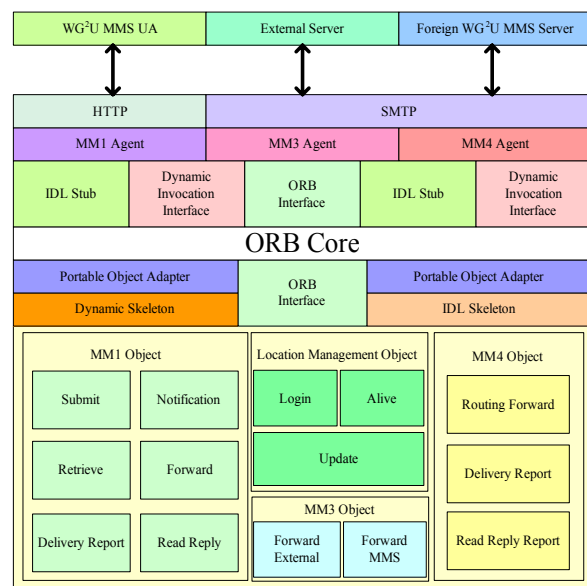 WG²U MMS UA
External Server
Foreign WG²U MMS Server
HTTP
SMTP
MM1 Agent
MM3 Agent
MM4 Agent
IDL Stub
Dynamic
Invocation
Interface
ORB
Interface
IDL Stub
Dynamic
Invocation
Interface
ORB Core
Portable Object Adapter
ORB
Interface
Portable Object Adapter
Dynamic Skeleton
IDL Skeleton
MM1 Object
Submit
Notification
Retrieve
Forward
Delivery Report
Read Reply
Location Management Object
Login
Alive
Update
MM3 Object
Forward
External
Forward
MMS
MM4 Object
Routing Forward
Delivery Report
Read Reply Report